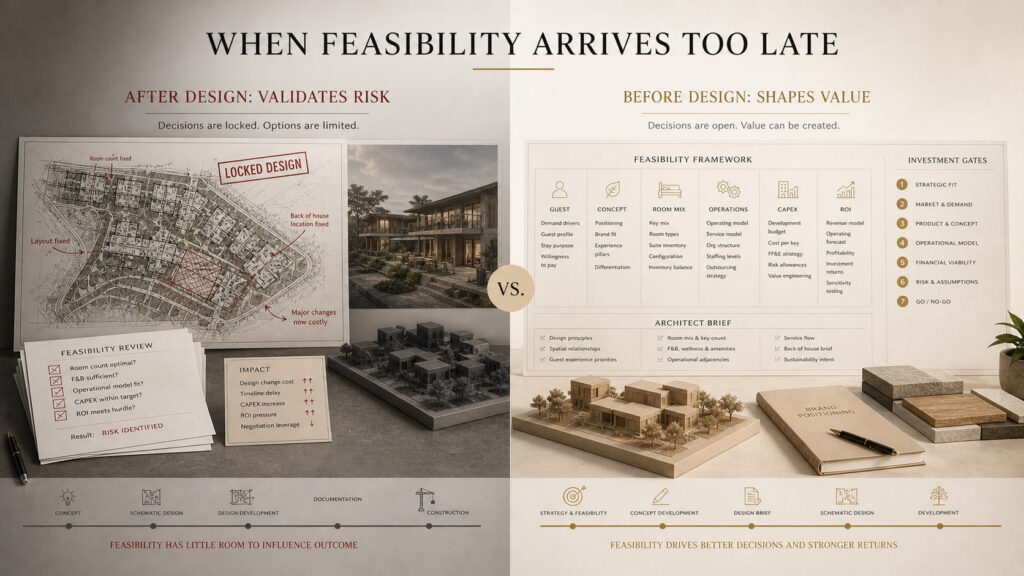 WHEN FEASIBILITY ARRIVES TOO LATE
AFTER DESIGN: VALIDATES RISK
Decisions are locked. Options are limited.
Room count fixed
LOCKED DESIGN
Layout fixed
Back of house
location fixed
Major changes
now costly
FEASIBILITY REVIEW
Room count optimal?
F&B sufficient?
Operational model fit?
CAPEX within target?
ROI meets hurdle?
Result: RISK IDENTIFIED
IMPACT
Design change cost ↑↑
Timeline delay ↑↑
CAPEX increase ↑↑
ROI pressure ↑↑
Negotiation leverage ↓
CONCEPT
SCHEMATIC DESIGN
DESIGN DEVELOPMENT
DOCUMENTATION
CONSTRUCTION
FEASIBILITY HAS LITTLE ROOM TO INFLUENCE OUTCOME
VS.
BEFORE DESIGN: SHAPES VALUE
Decisions are open. Value can be created.
FEASIBILITY FRAMEWORK
GUEST
Demand drivers
Guest profile
Stay purpose
Willingness
to pay
CONCEPT
Positioning
Brand fit
Experience
pillars
Differentiation
ROOM MIX
Key mix
Room types
Suite inventory
Configuration
Inventory balance
OPERATIONS
Operating model
Service model
Org structure
Staffing levels
Outsourcing
strategy
CAPEX
Development
budget
Cost per key
FF&E strategy
Risk allowances
Value engineering
ROI
Revenue model
Operating
forecast
Profitability
Investment
returns
Sensitivity
testing
INVESTMENT GATES
1 STRATEGIC FIT
2 MARKET & DEMAND
3 PRODUCT & CONCEPT
4 OPERATIONAL MODEL
5 FINANCIAL VIABILITY
6 RISK & ASSUMPTIONS
7 GO / NO-GO
ARCHITECT BRIEF
Design principles
Spatial relationships
Guest experience priorities
Room mix & key count
F&B, wellness & amenities
Operational adjacencies
Service flow
Back of house brief
Sustainability intent
BRAND
POSITIONING
STRATEGY & FEASIBILITY
CONCEPT DEVELOPMENT
DESIGN BRIEF
SCHEMATIC DESIGN
DEVELOPMENT
FEASIBILITY DRIVES BETTER DECISIONS AND STRONGER RETURNS